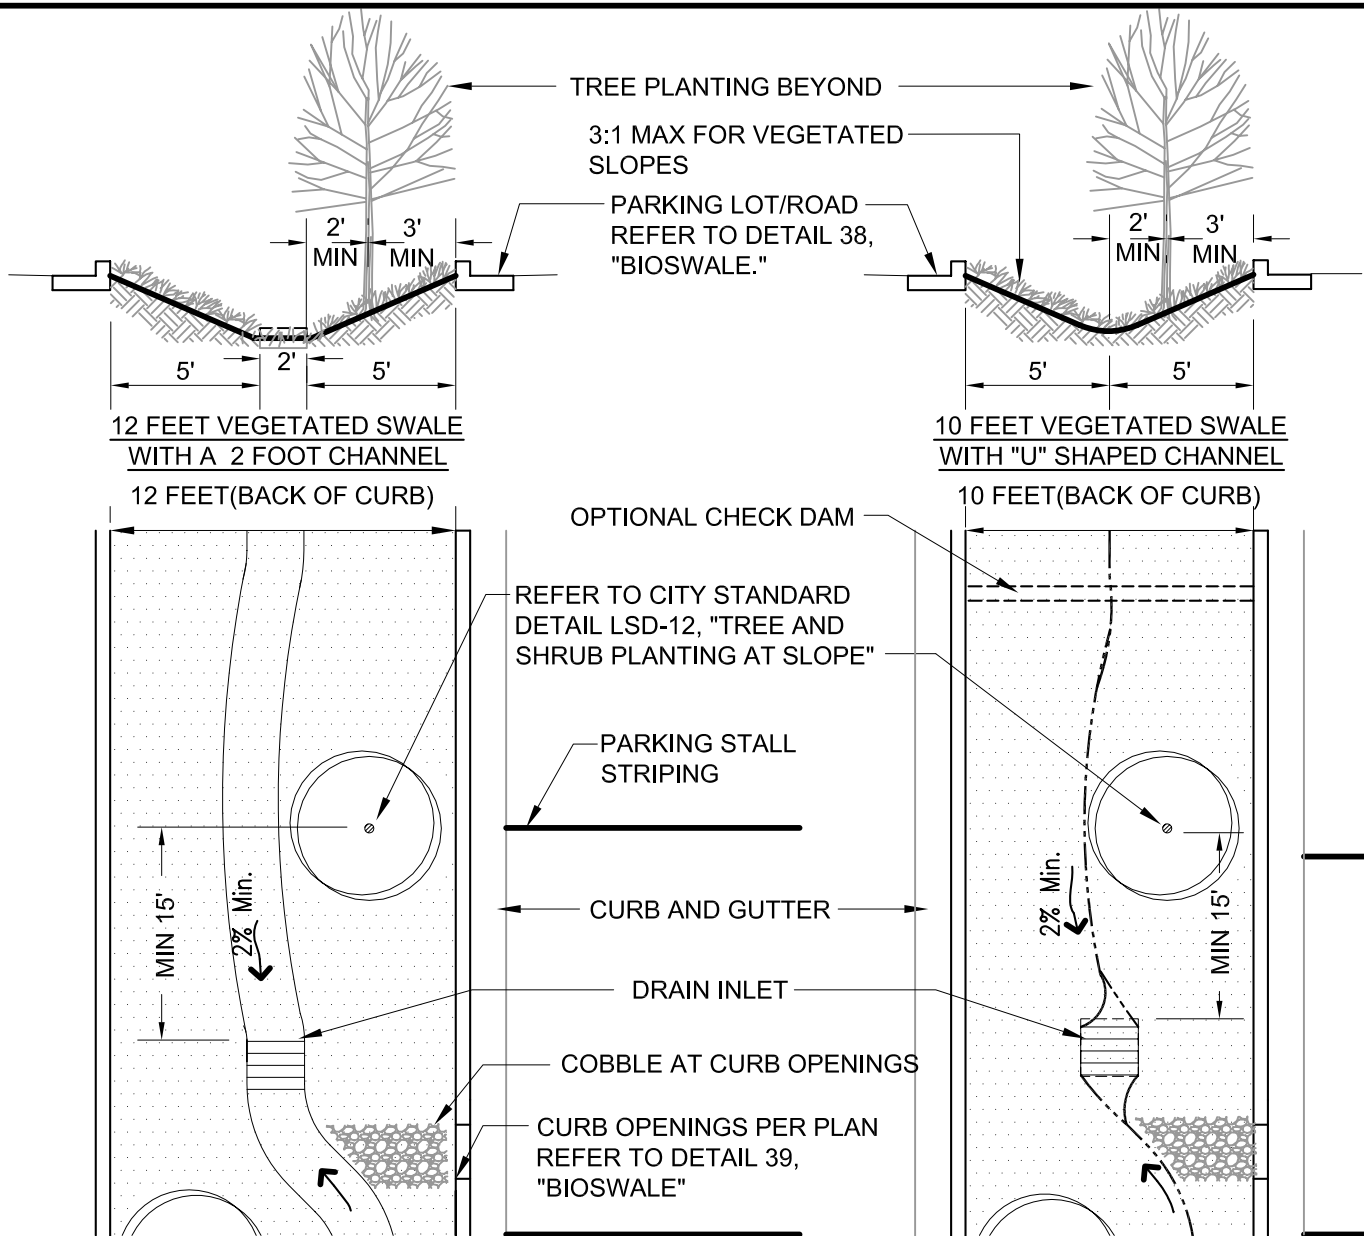 TREE PLANTING BEYOND
3:1 MAX FOR VEGETATED
SLOPES
PARKING LOT/ROAD
REFER TO DETAIL 38,
"BIOSWALE."
2'
MIN
3'
MIN
2'
MIN
3'
MIN
5'
2'
5'
5'
5'
12 FEET VEGETATED SWALE
WITH A 2 FOOT CHANNEL
12 FEET(BACK OF CURB)
10 FEET VEGETATED SWALE
WITH "U" SHAPED CHANNEL
10 FEET(BACK OF CURB)
OPTIONAL CHECK DAM
REFER TO CITY STANDARD
DETAIL LSD-12, "TREE AND
SHRUB PLANTING AT SLOPE"
PARKING STALL
STRIPING
MIN 15'
2% Min.
CURB AND GUTTER
2% Min.
MIN 15'
DRAIN INLET
COBBLE AT CURB OPENINGS
CURB OPENINGS PER PLAN
REFER TO DETAIL 39,
"BIOSWALE"